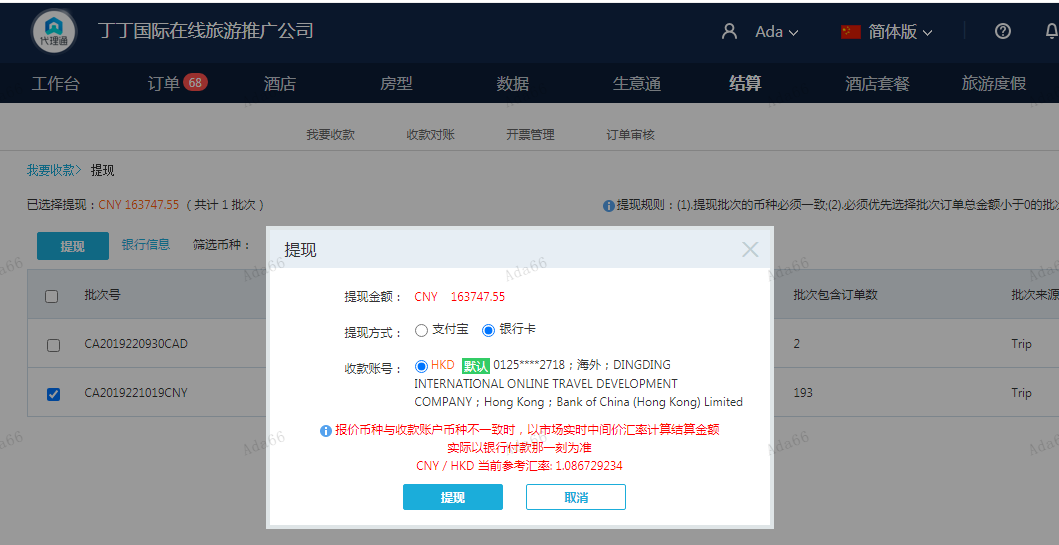 代理通
丁丁国际在线旅游推广公司
Ada
简体版
工作台 订单 68 酒店 房型 数据 生意通 结算 酒店套餐 旅游度假
我要收款 收款对账 开票管理 订单审核
我要收款> 提现
已选择提现：CNY 163747.55 （共计 1 批次）
提现规则：(1).提现批次的币种必须一致;(2).必须优先选择批次订单总金额小于0的批次
提现 银行信息 筛选币种：
批次号 批次包含订单数 批次来源
CA2019220930CAD 2 Trip
CA2019221019CNY 193 Trip
提现
提现金额： CNY 163747.55
提现方式： 支付宝 银行卡
收款账号： HKD 默认 0125****2718；海外；DINGDING
INTERNATIONAL ONLINE TRAVEL DEVELOPMENT
COMPANY；Hong Kong；Bank of China (Hong Kong) Limited
报价币种与收款账户币种不一致时，以市场实时中间价汇率计算结算金额
实际以银行付款那一刻为准
CNY / HKD 当前参考汇率: 1.086729234
提现 取消
Ada66